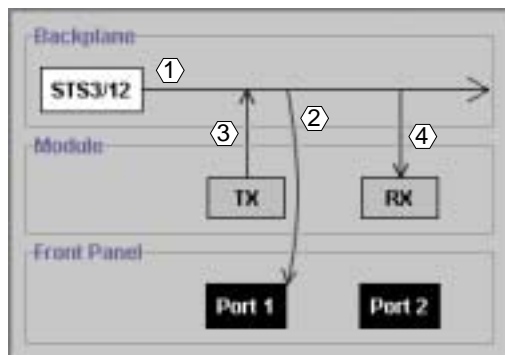 Backplane
STS3/12
1
2
3
4
Module
TX
RX
Front Panel
Port 1
Port 2